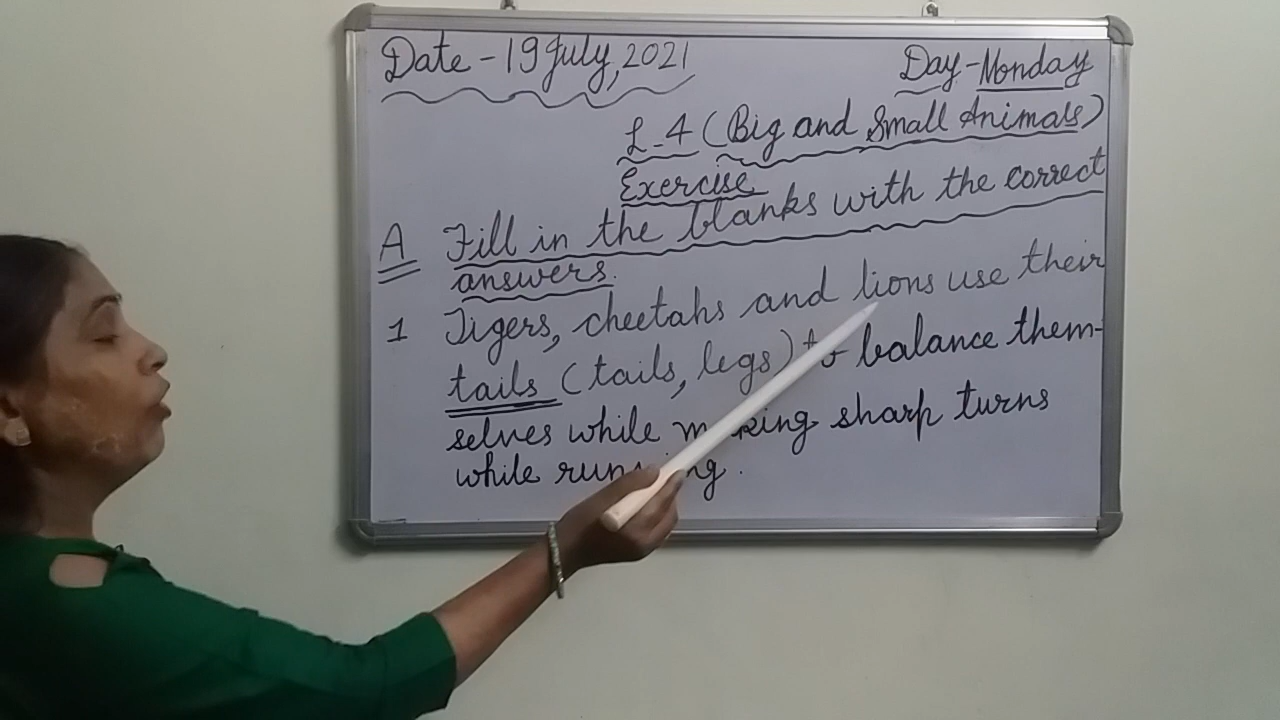 Date - 19 July, 2021 Day - Monday
L-4 (Big and Small Animals)
Exercise
A Fill in the blanks with the correct
answers.
1 Tigers, cheetahs and lions use their
tails (tails, legs) to balance them-
selves while making sharp turns
while running.